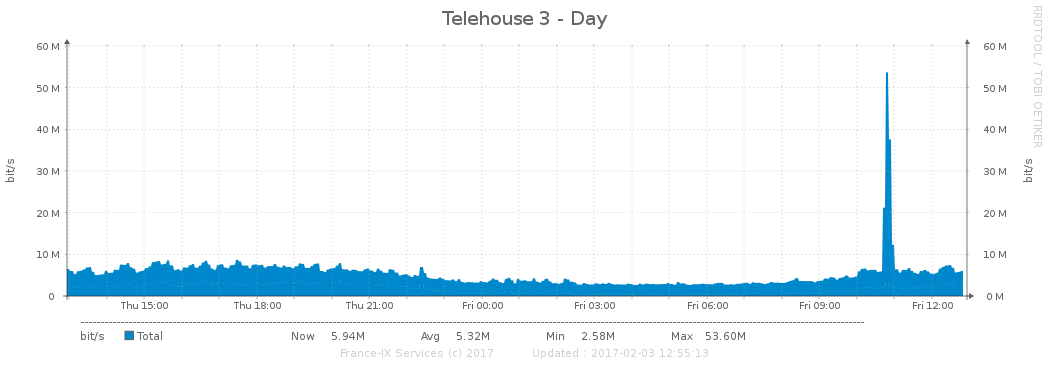 Telehouse 3 - Day
RRDTOOL / TOBI OETIKER
60 M 60 M
50 M 50 M
40 M 40 M
30 M 30 M
20 M 20 M
10 M 10 M
0 0 M
bit/s bit/s
Thu 15:00 Thu 18:00 Thu 21:00 Fri 00:00 Fri 03:00 Fri 06:00 Fri 09:00 Fri 12:00
bit/s Total Now 5.94M Avg 5.32M Min 2.58M Max 53.60M
France-IX Services (c) 2017 Updated : 2017-02-03 12:55:13